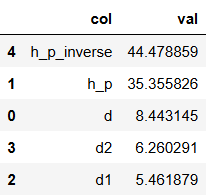 col val
4 h_p_inverse 44.478859
1 h_p 35.355826
0 d 8.443145
3 d2 6.260291
2 d1 5.461879